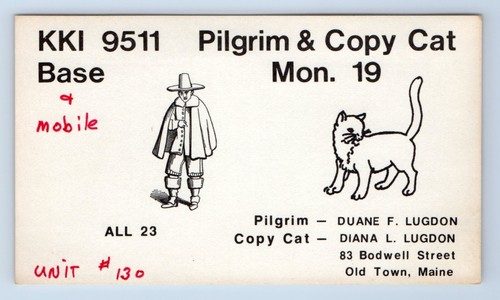 KKI 9511 Pilgrim & Copy Cat
Base Mon. 19
& mobile
ALL 23
Pilgrim — DUANE F. LUGDON
Copy Cat — DIANA L. LUGDON
83 Bodwell Street
Old Town, Maine
UNIT #130